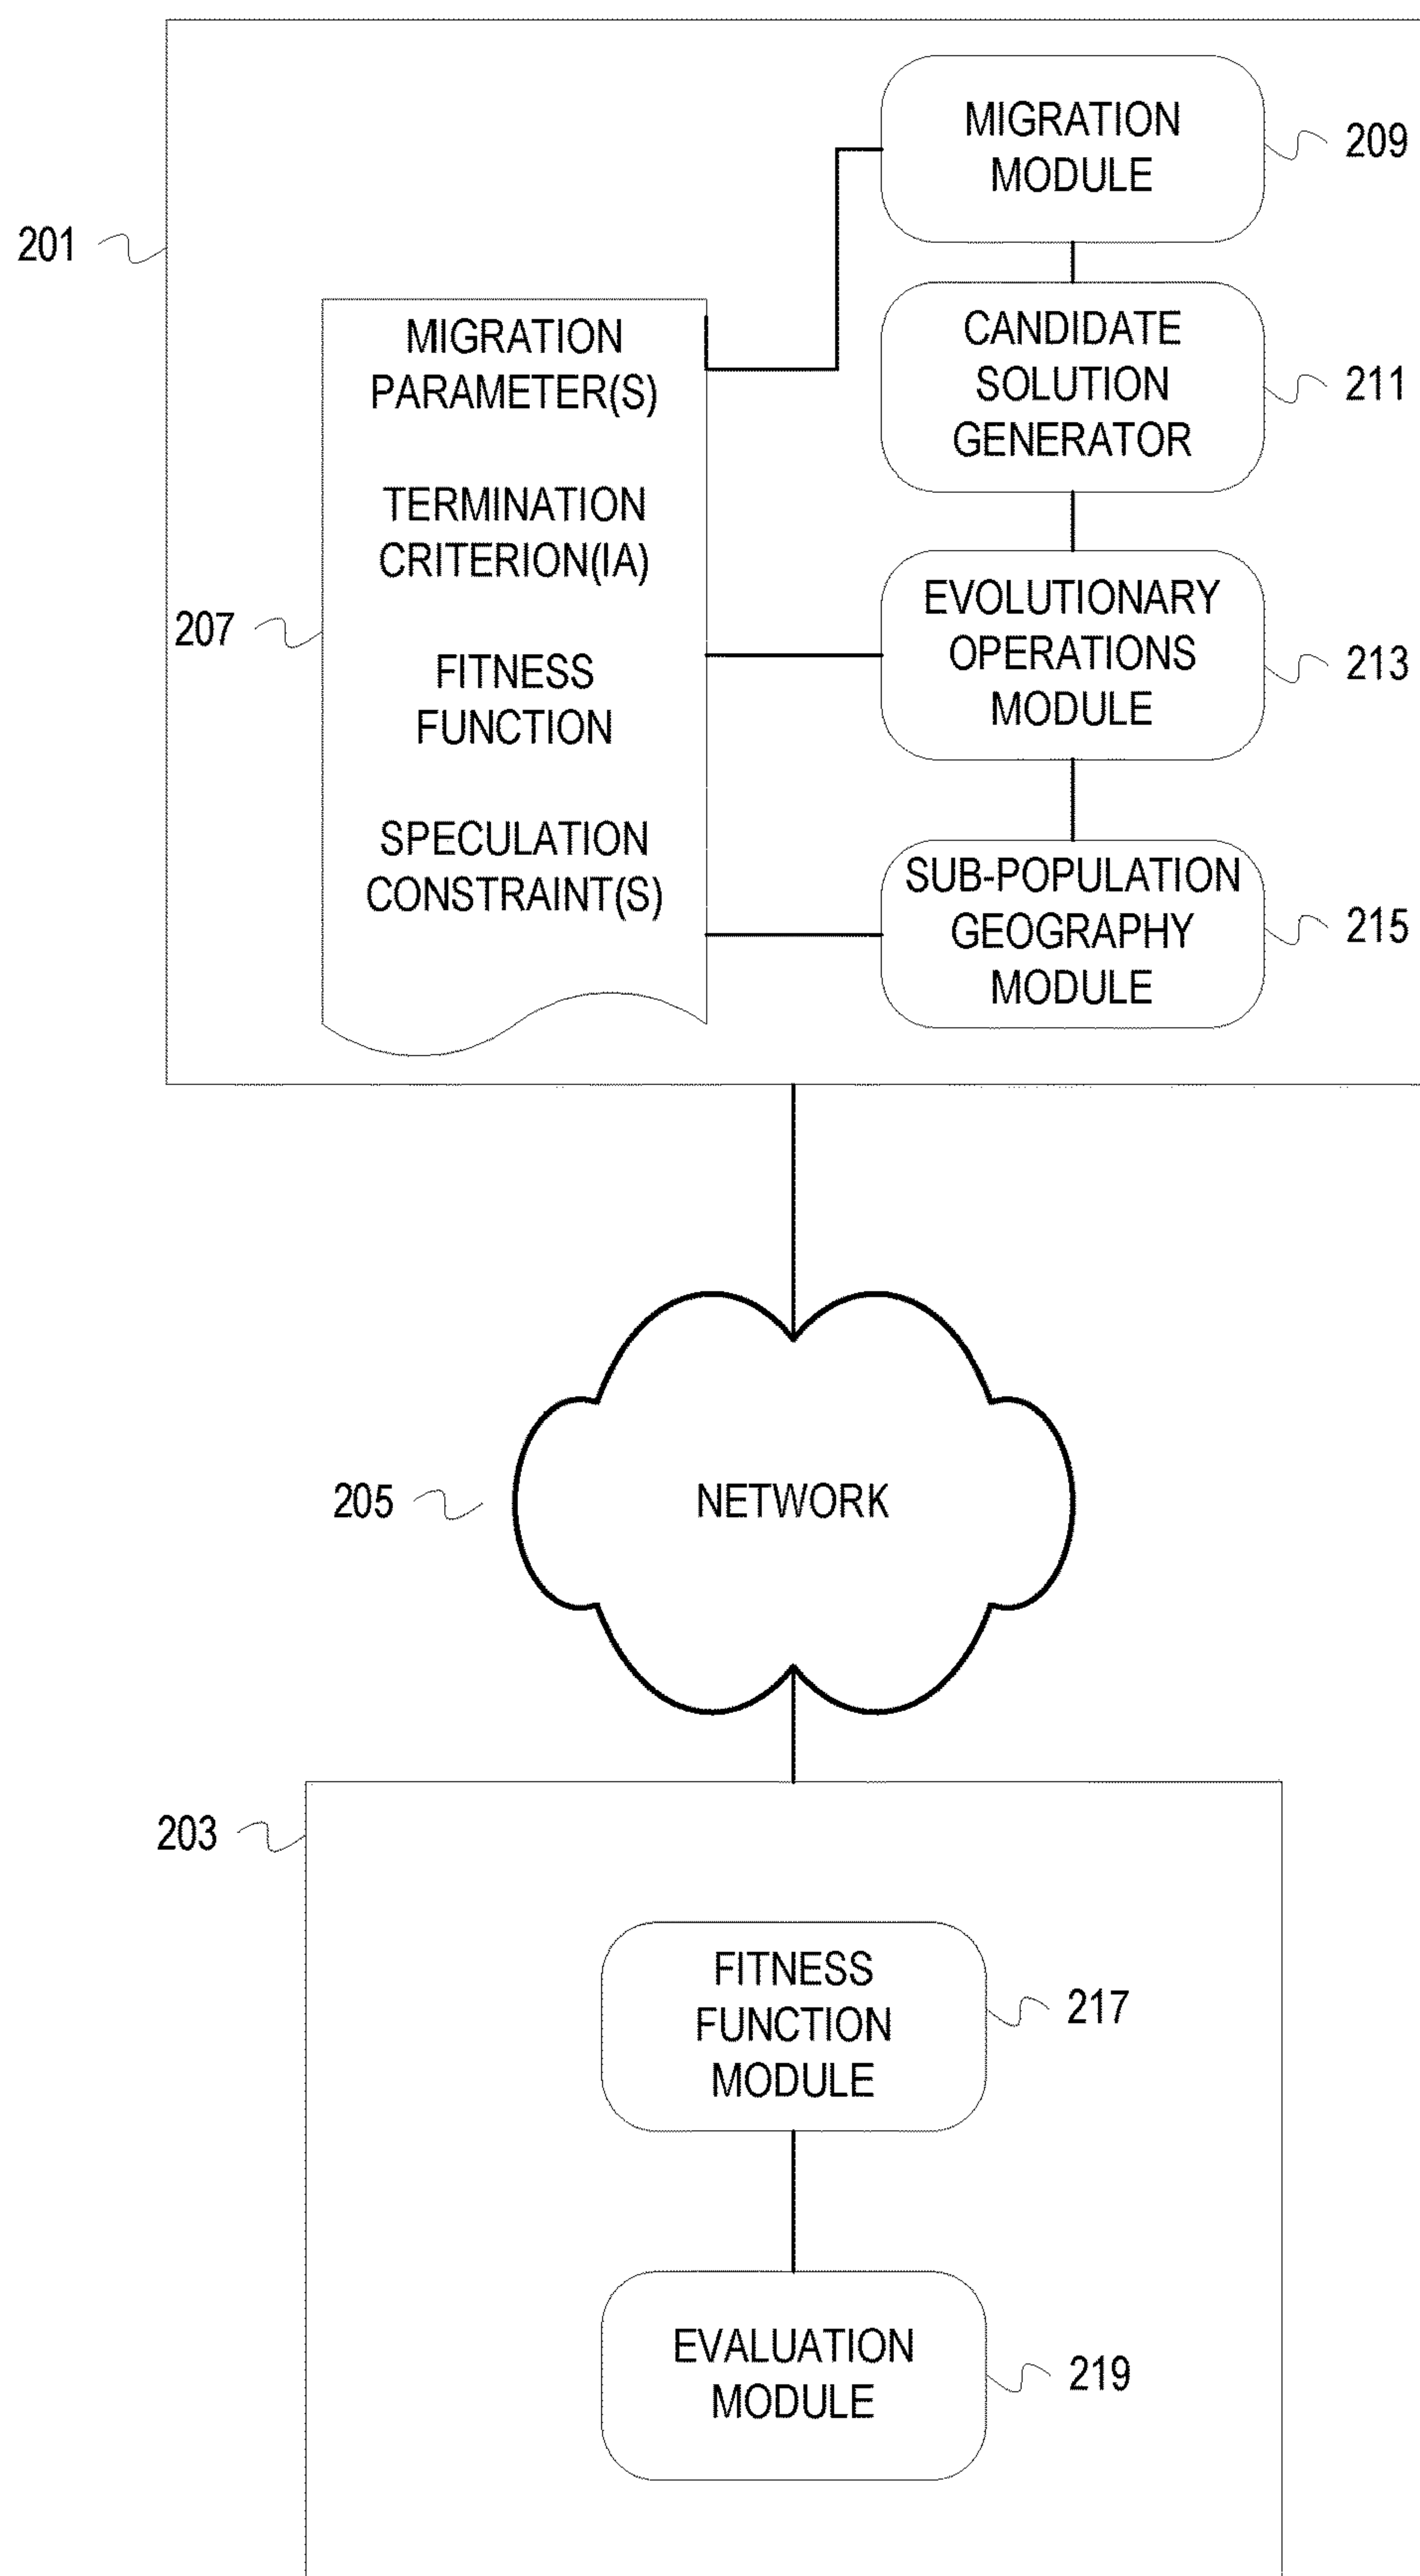 MIGRATION
MODULE
209
201
MIGRATION
PARAMETER(S)
CANDIDATE
SOLUTION
GENERATOR
211
TERMINATION
CRITERION(IA)
207
FITNESS
FUNCTION
EVOLUTIONARY
OPERATIONS
MODULE
213
SPECULATION
CONSTRAINT(S)
SUB-POPULATION
GEOGRAPHY
MODULE
215
205
NETWORK
203
FITNESS
FUNCTION
MODULE
217
EVALUATION
MODULE
219